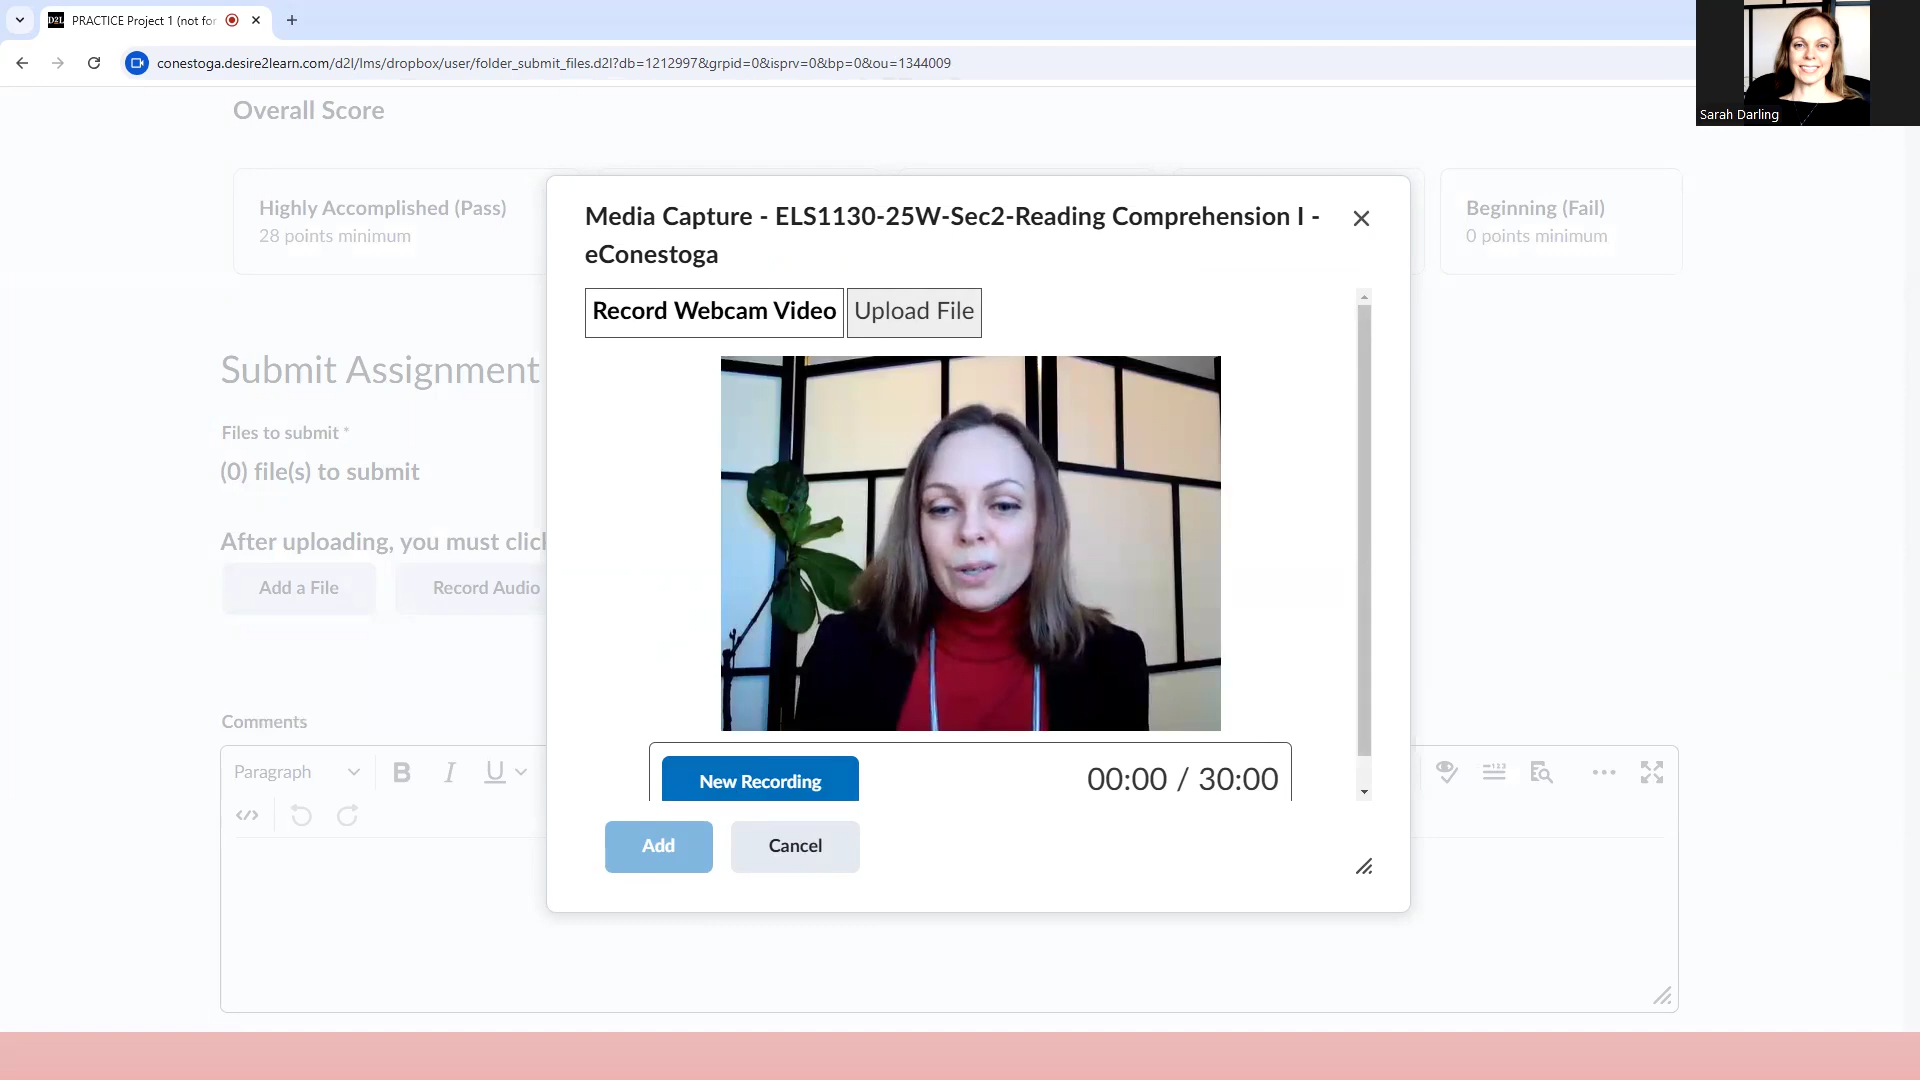 D2L PRACTICE Project 1 (not for
conestoga.desire2learn.com/d2l/lms/dropbox/user/folder_submit_files.d2l?db=1212997&grpid=0&isprv=0&bp=0&ou=1344009
Sarah Darling
Overall Score
Highly Accomplished (Pass)
28 points minimum
Beginning (Fail)
0 points minimum
Media Capture - ELS1130-25W-Sec2-Reading Comprehension I -
eConestoga
Record Webcam Video
Upload File
New Recording
00:00 / 30:00
Add
Cancel
Submit Assignment
Files to submit *
(0) file(s) to submit
After uploading, you must click
Add a File
Record Audio
Comments
Paragraph
B I U